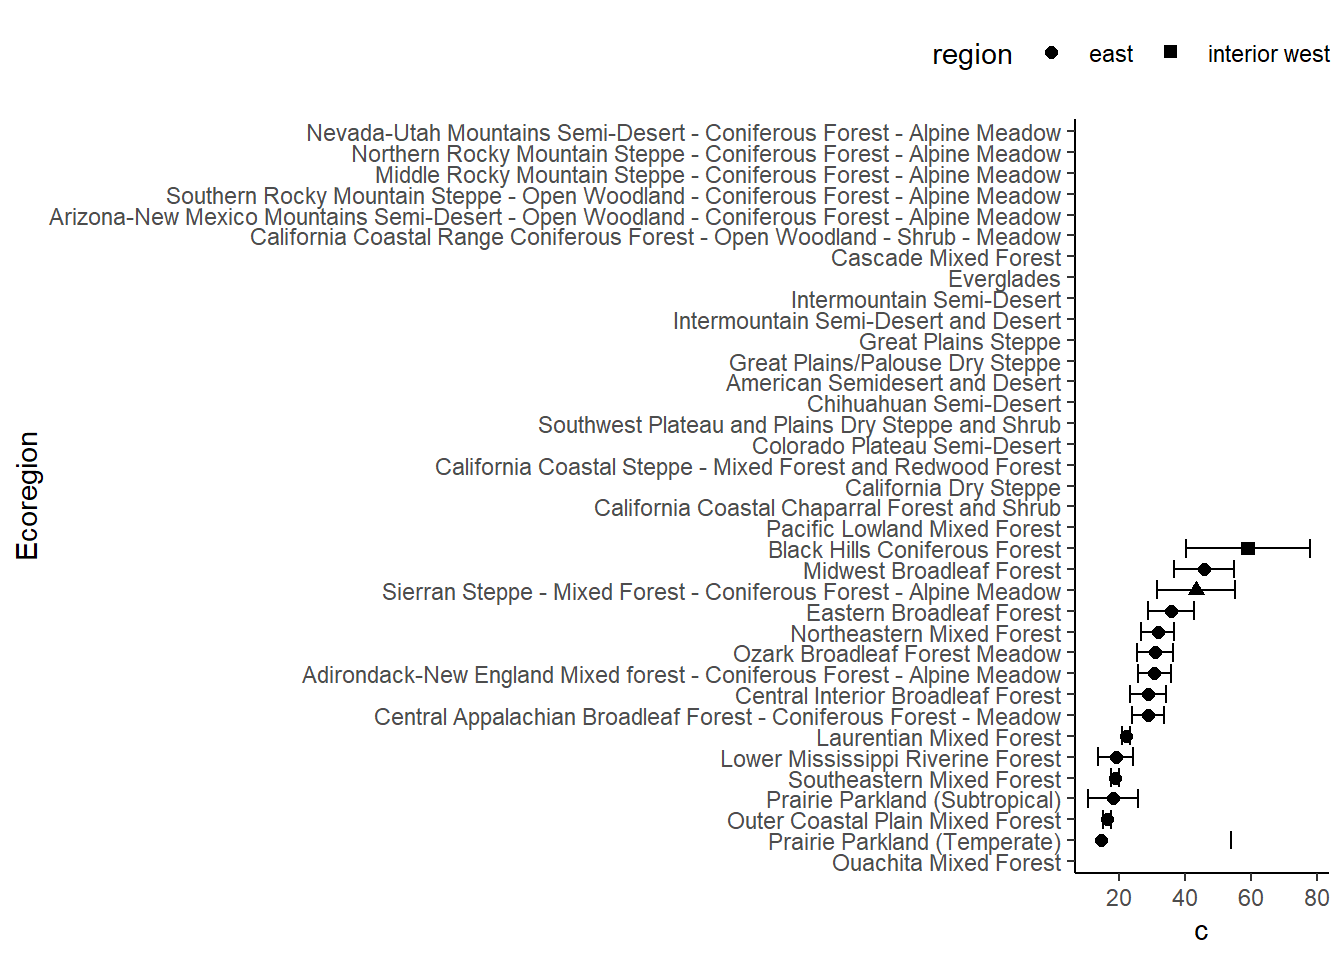 region east interior west
Nevada-Utah Mountains Semi-Desert - Coniferous Forest - Alpine Meadow
Northern Rocky Mountain Steppe - Coniferous Forest - Alpine Meadow
Middle Rocky Mountain Steppe - Coniferous Forest - Alpine Meadow
Southern Rocky Mountain Steppe - Open Woodland - Coniferous Forest - Alpine Meadow
Arizona-New Mexico Mountains Semi-Desert - Open Woodland - Coniferous Forest - Alpine Meadow
California Coastal Range Coniferous Forest - Open Woodland - Shrub - Meadow
Cascade Mixed Forest
Everglades
Intermountain Semi-Desert
Intermountain Semi-Desert and Desert
Great Plains Steppe
Great Plains/Palouse Dry Steppe
American Semidesert and Desert
Chihuahuan Semi-Desert
Southwest Plateau and Plains Dry Steppe and Shrub
Colorado Plateau Semi-Desert
California Coastal Steppe - Mixed Forest and Redwood Forest
California Dry Steppe
California Coastal Chaparral Forest and Shrub
Pacific Lowland Mixed Forest
Black Hills Coniferous Forest
Midwest Broadleaf Forest
Sierran Steppe - Mixed Forest - Coniferous Forest - Alpine Meadow
Eastern Broadleaf Forest
Northeastern Mixed Forest
Ozark Broadleaf Forest Meadow
Adirondack-New England Mixed forest - Coniferous Forest - Alpine Meadow
Central Interior Broadleaf Forest
Central Appalachian Broadleaf Forest - Coniferous Forest - Meadow
Laurentian Mixed Forest
Lower Mississippi Riverine Forest
Southeastern Mixed Forest
Prairie Parkland (Subtropical)
Outer Coastal Plain Mixed Forest
Prairie Parkland (Temperate)
Ouachita Mixed Forest
Ecoregion
20 40 60 80
c